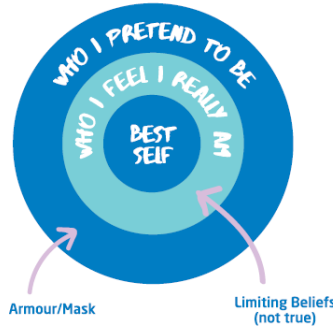 WHO I PRETEND TO BE
WHO I FEEL I REALLY AM
BEST
SELF
Armour/Mask
Limiting Beliefs
(not true)